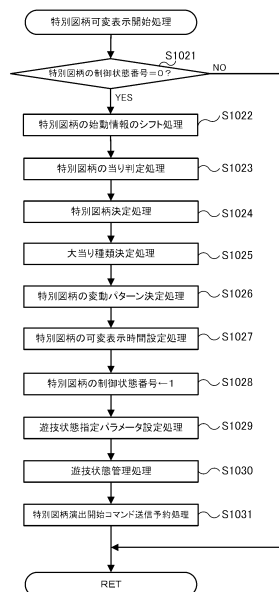 特別図柄可変表示開始処理
S1021
特別図柄の制御状態番号=0?
NO
YES
S1022
特別図柄の始動情報のシフト処理
特別図柄の当り判定処理
S1023
特別図柄決定処理
S1024
大当り種類決定処理
S1025
特別図柄の変動パターン決定処理
S1026
特別図柄の可変表示時間設定処理
S1027
特別図柄の制御状態番号←1
S1028
遊技状態指定パラメータ設定処理
S1029
遊技状態管理処理
S1030
特別図柄演出開始コマンド送信予約処理
S1031
RET